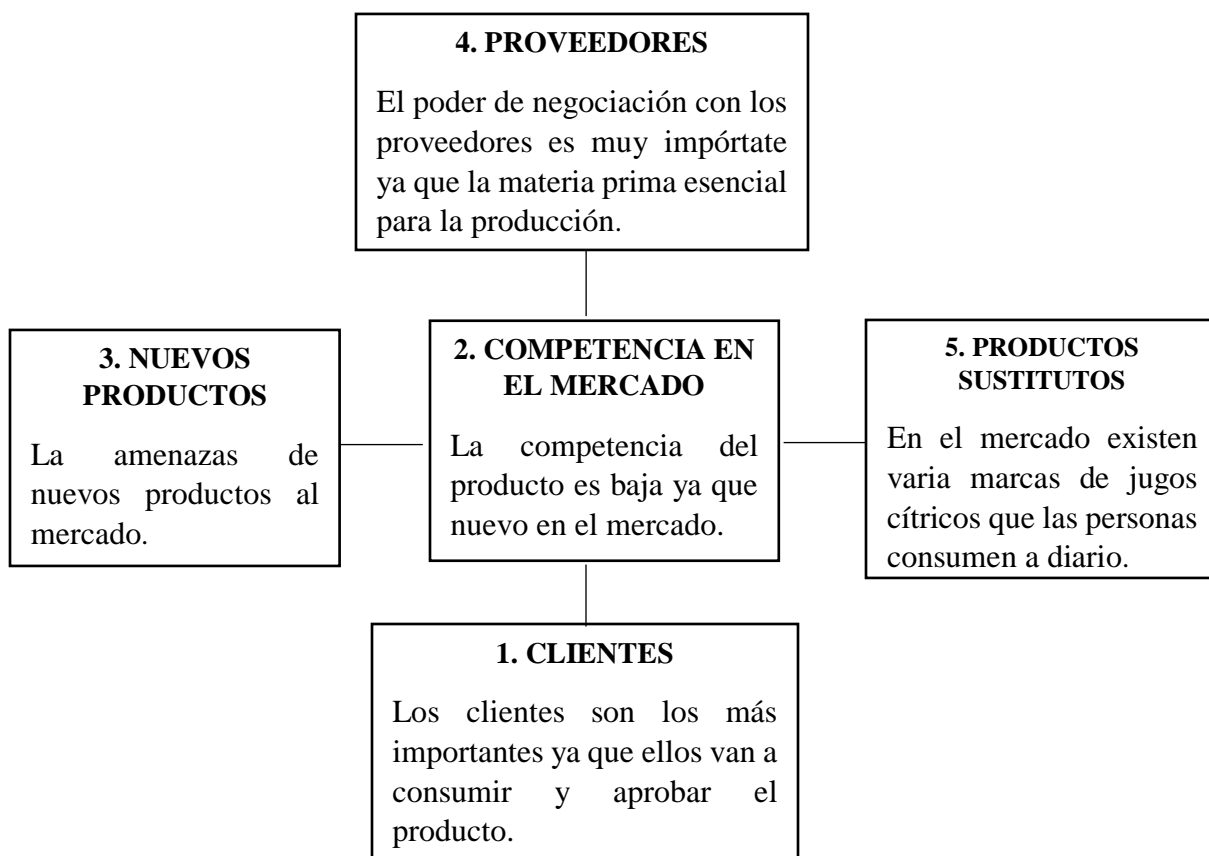 4. PROVEEDORES
El poder de negociación con los
proveedores es muy impórtate
ya que la materia prima esencial
para la producción.
3. NUEVOS
PRODUCTOS
La amenazas de
nuevos productos al
mercado.
2. COMPETENCIA EN
EL MERCADO
La competencia del
producto es baja ya que
nuevo en el mercado.
5. PRODUCTOS
SUSTITUTOS
En el mercado existen
varia marcas de jugos
cítricos que las personas
consumen a diario.
1. CLIENTES
Los clientes son los más
importantes ya que ellos van a
consumir y aprobar el
producto.